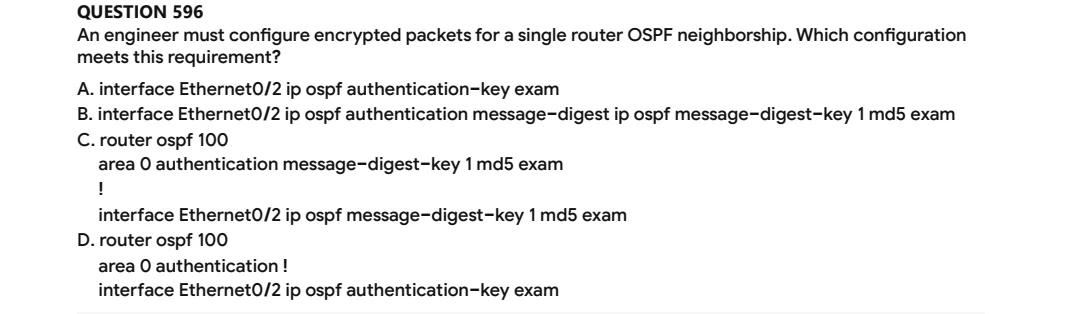 QUESTION 596
An engineer must configure encrypted packets for a single router OSPF neighborship. Which configuration
meets this requirement?
A. interface Ethernet0/2 ip ospf authentication-key exam
B. interface Ethernet0/2 ip ospf authentication message-digest ip ospf message-digest-key 1 md5 exam
C. router ospf 100
area 0 authentication message-digest-key 1 md5 exam
!
interface Ethernet0/2 ip ospf message-digest-key 1 md5 exam
D. router ospf 100
area 0 authentication !
interface Ethernet0/2 ip ospf authentication-key exam